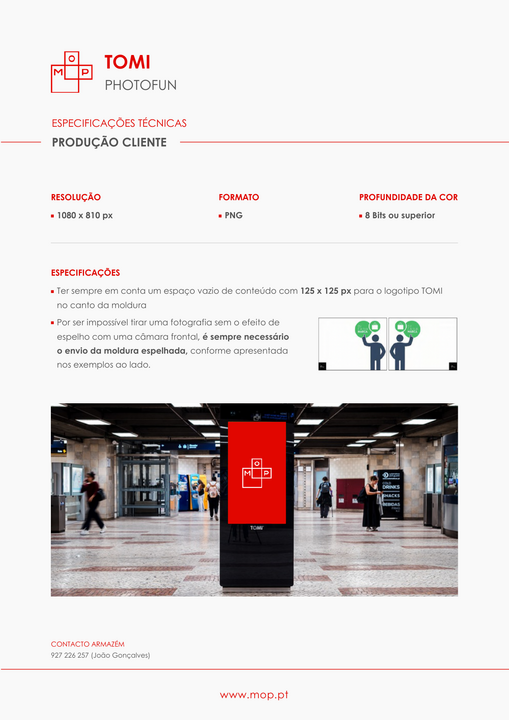 M O P
TOMI
PHOTOFUN
ESPECIFICAÇÕES TÉCNICAS
PRODUÇÃO CLIENTE
RESOLUÇÃO
FORMATO
PROFUNDIDADE DA COR
1080 x 810 px
PNG
8 Bits ou superior
ESPECIFICAÇÕES
Ter sempre em conta um espaço vazio de conteúdo com 125 x 125 px para o logotipo TOMI
no canto da moldura
Por ser impossível tirar uma fotografia sem o efeito de
espelho com uma câmara frontal, é sempre necessário
o envio da moldura espelhada, conforme apresentada
nos exemplos ao lado.
M O P
TOMI
DRINKS
SNACKS
BEBIDAS
CONTACTO ARMAZÉM
927 226 257 (João Gonçalves)
www.mop.pt